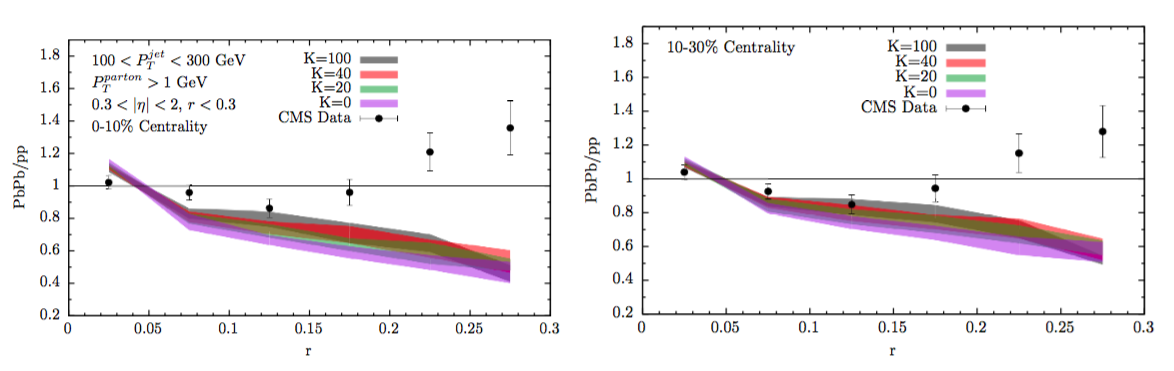 100 < P_T^jet < 300 GeV
P_T^parton > 1 GeV
0.3 < |η| < 2, r < 0.3
0-10% Centrality
K=100
K=40
K=20
K=0
CMS Data
PbPb/pp
1.8
1.6
1.4
1.2
1
0.8
0.6
0.4
0.2
0 0.05 0.1 0.15 0.2 0.25 0.3
r
10-30% Centrality
K=100
K=40
K=20
K=0
CMS Data
PbPb/pp
1.8
1.6
1.4
1.2
1
0.8
0.6
0.4
0.2
0 0.05 0.1 0.15 0.2 0.25 0.3
r